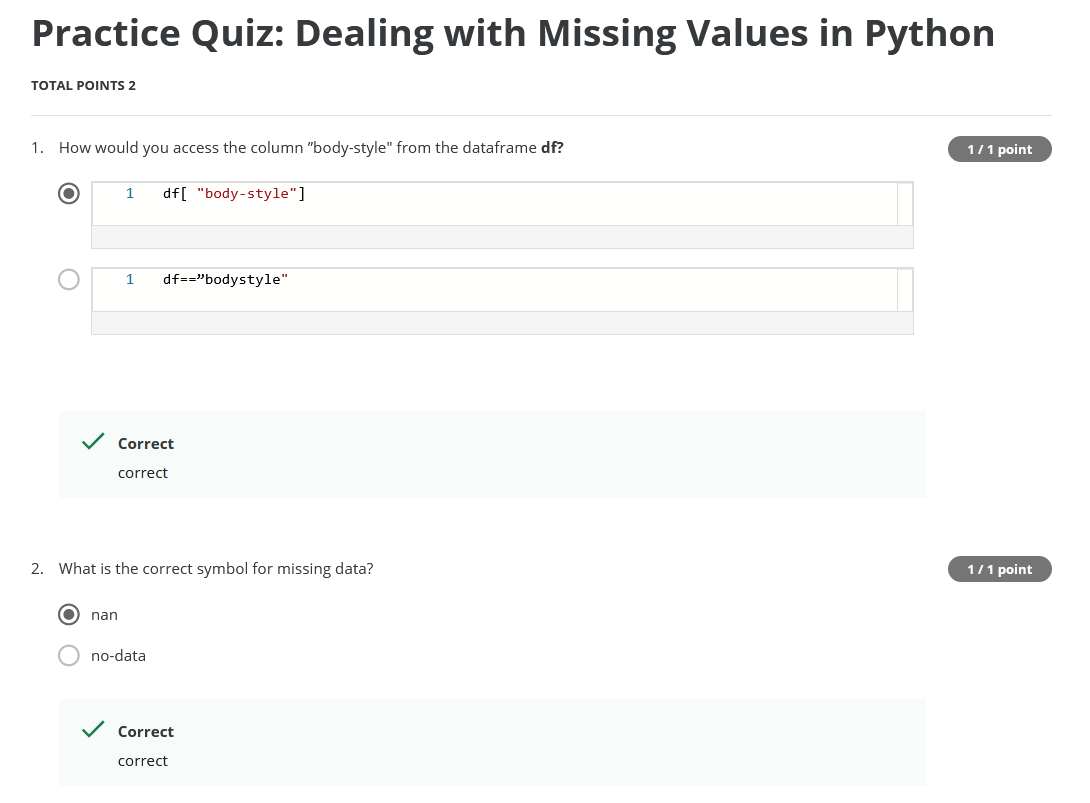 Practice Quiz: Dealing with Missing Values in Python
TOTAL POINTS 2
1. How would you access the column ”body-style" from the dataframe df?
1 / 1 point
1 df[ "body-style"]
1 df==”bodystyle"
Correct
correct
2. What is the correct symbol for missing data?
1 / 1 point
nan
no-data
Correct
correct